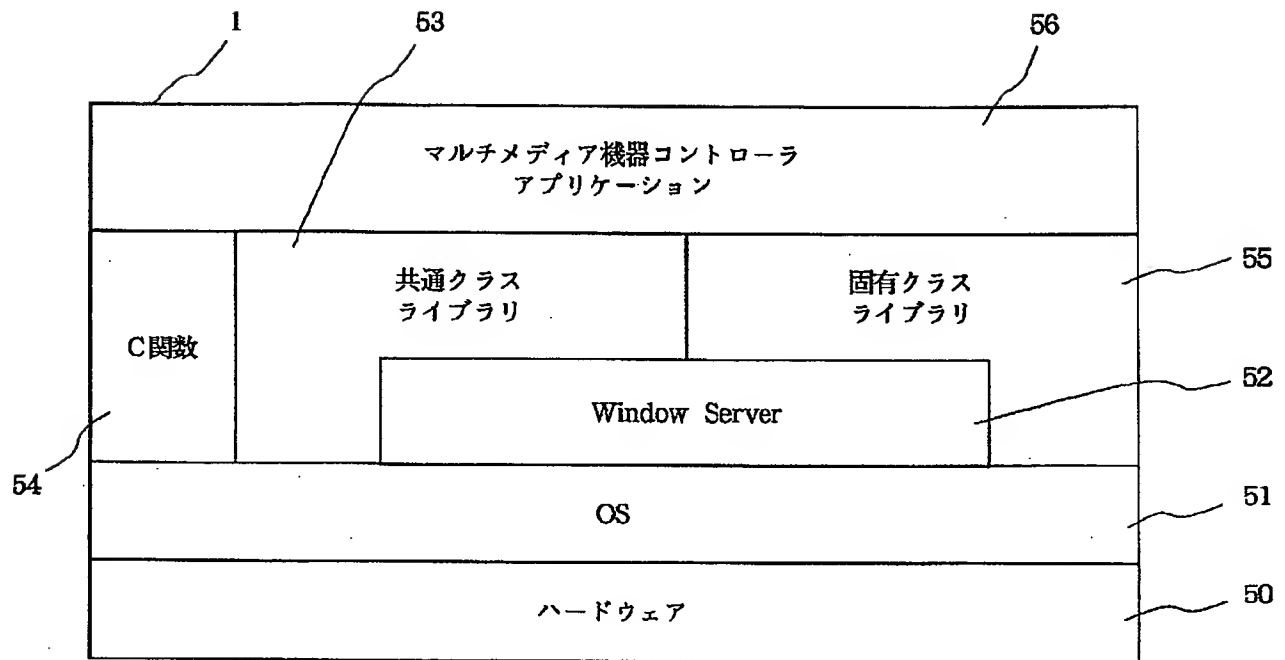 1
53
56
マルチメディア機器コントローラ
アプリケーション
共通クラス
ライブラリ
固有クラス
ライブラリ
55
C関数
Window Server
52
54
OS
51
ハードウェア
50